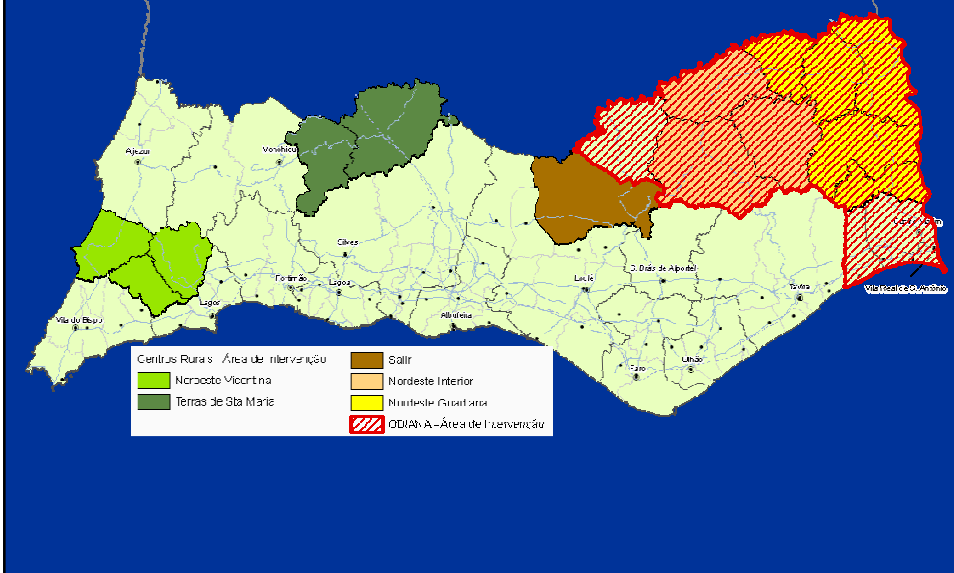 Aljezur
Monchique
Silves
Portimão
Lagoa
Lagos
Vila do Bispo
Albufeira
Loulé
S. Brás de Alportel
Tavira
Olhão
Faro
Castro Marim
Vila Real de S. António
Centros Rurais - Área de Intervenção
Noroeste Vicentina
Terras de Sta Maria
Salir
Nordeste Interior
Nordeste Guadiana
ODIANA - Área de Intervenção